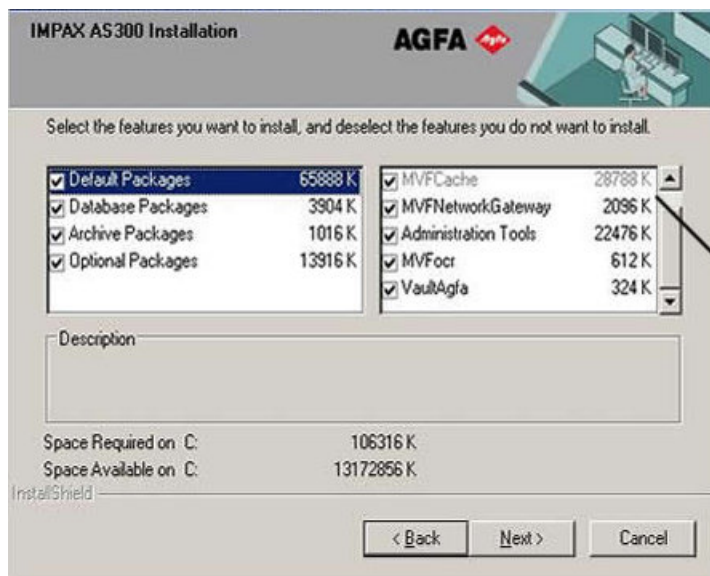 IMPAX AS300 Installation
AGFA Agfa
Select the features you want to install, and deselect the features you do not want to install.
Default Packages 65888 K
Database Packages 3904 K
Archive Packages 1016 K
Optional Packages 13916 K
MVFCache 28788 K
MVFNetworkGateway 2096 K
Administration Tools 22476 K
MVFocr 612 K
VaultAgfa 324 K
Description
Space Required on C: 106316 K
Space Available on C: 13172856 K
InstallShield
< Back Next > Cancel